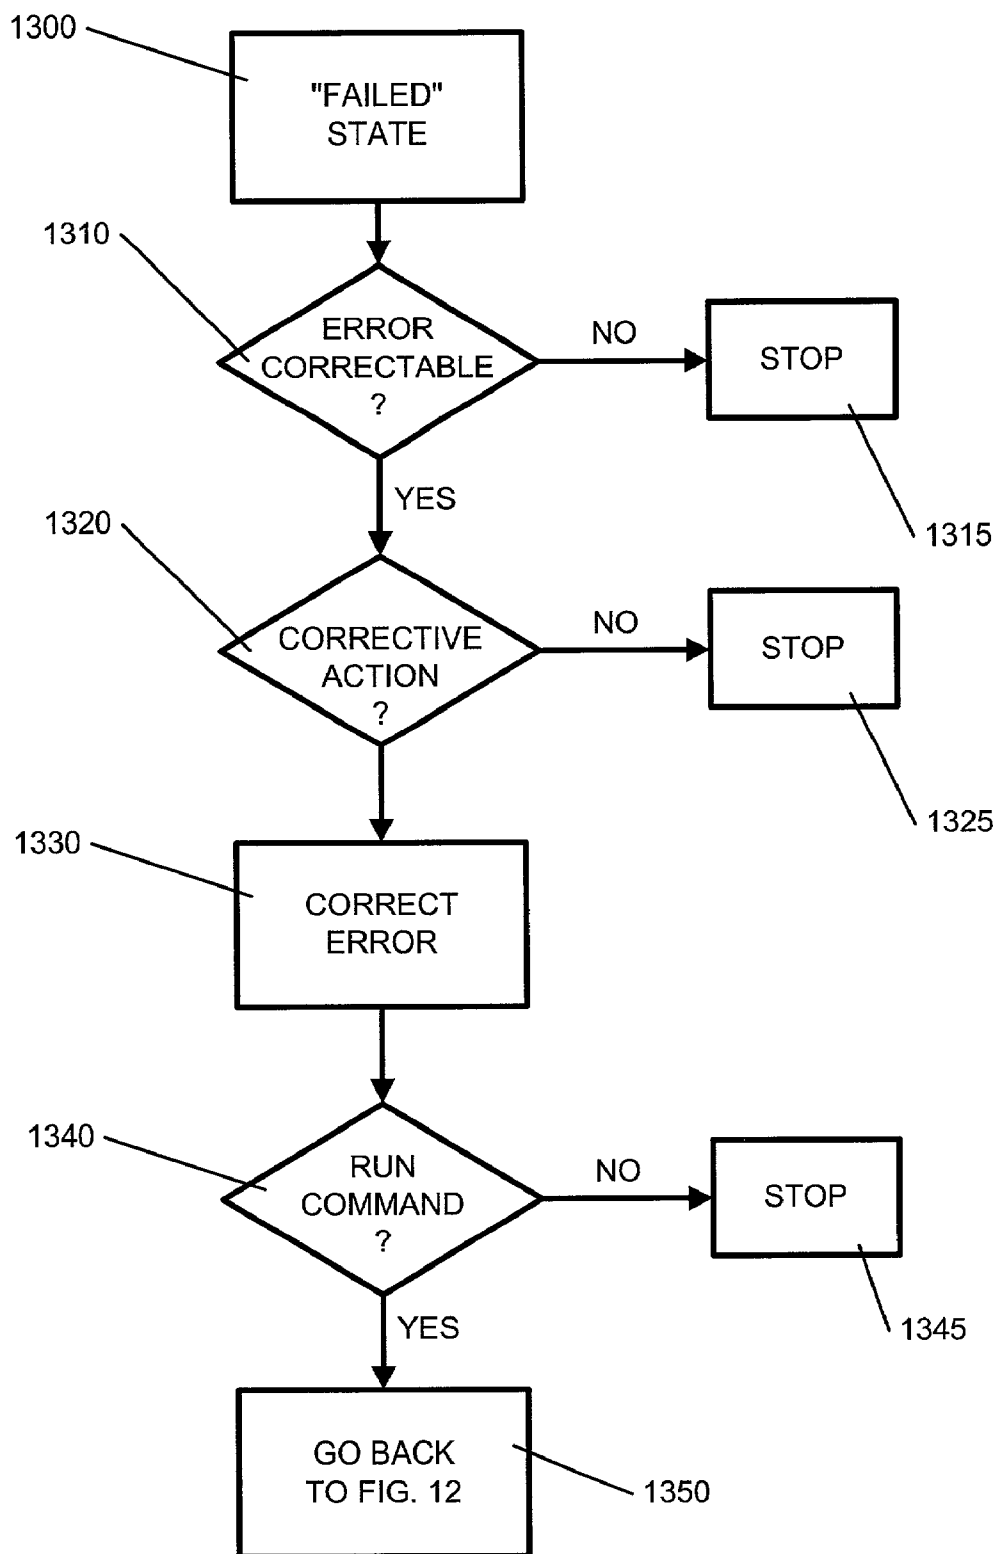 1300
"FAILED"
STATE
1310
ERROR
CORRECTABLE
?
NO
STOP
1315
YES
1320
CORRECTIVE
ACTION
?
NO
STOP
1325
1330
CORRECT
ERROR
1340
RUN
COMMAND
?
NO
STOP
1345
YES
GO BACK
TO FIG. 12
1350